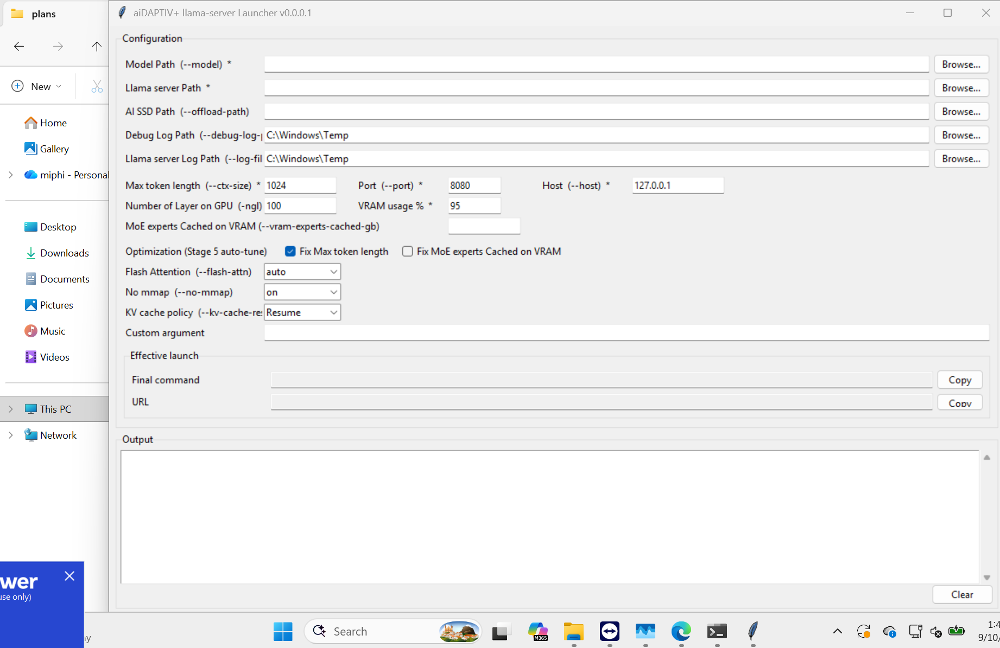 plans
aiDAPTIV+ llama-server Launcher v0.0.0.1
New
Home
Gallery
miphi - Personal
Desktop
Downloads
Documents
Pictures
Music
Videos
This PC
Network
Configuration
Model Path (--model) *
Browse...
Llama server Path *
Browse...
AI SSD Path (--offload-path)
Browse...
Debug Log Path (--debug-log-p C:\Windows\Temp
Browse...
Llama server Log Path (--log-fil C:\Windows\Temp
Browse...
Max token length (--ctx-size) * 1024 Port (--port) * 8080 Host (--host) * 127.0.0.1
Number of Layer on GPU (-ngl) 100 VRAM usage % * 95
MoE experts Cached on VRAM (--vram-experts-cached-gb)
Optimization (Stage 5 auto-tune) Fix Max token length Fix MoE experts Cached on VRAM
Flash Attention (--flash-attn) auto
No mmap (--no-mmap) on
KV cache policy (--kv-cache-res Resume
Custom argument
Effective launch
Final command Copy
URL Copy
Output
Clear
wer
use only)
ay
Search
M365
1:4
9/10/